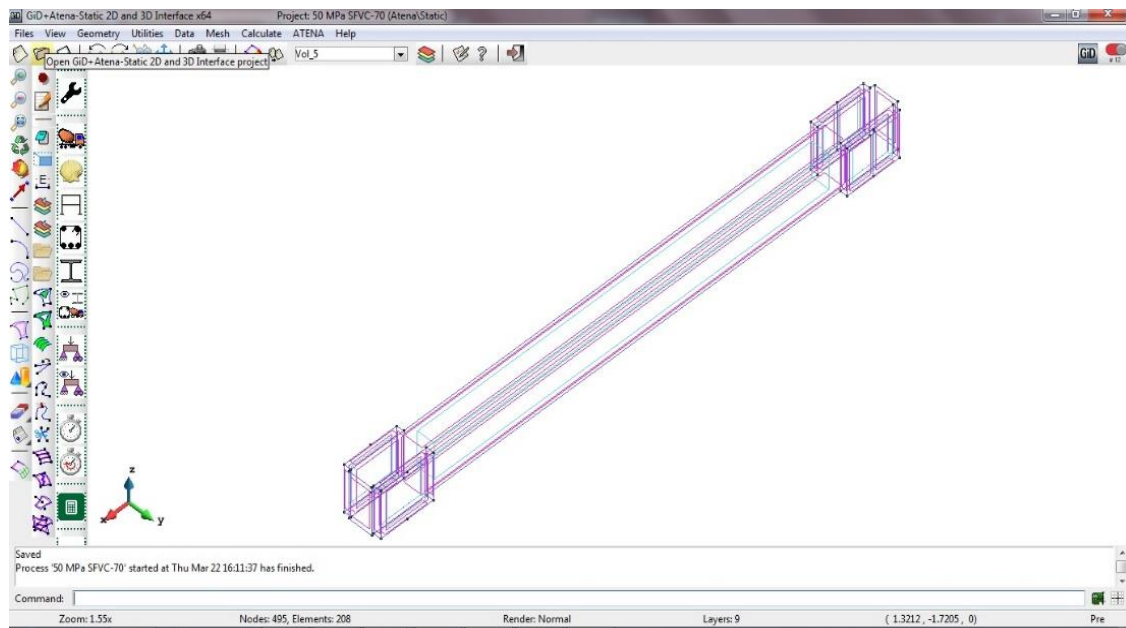 GiD+Atena-Static 2D and 3D Interface x64 Project: 50 MPa SFVC-70 (Atena\Static)
Files View Geometry Utilities Data Mesh Calculate ATENA Help
Vol_5 ? GiD
Open GiD+Atena-Static 2D and 3D Interface project
E
z
x y
Saved
Process '50 MPa SFVC-70' started at Thu Mar 22 16:11:37 has finished.
Command:
Zoom: 1.55x Nodes: 495, Elements: 208 Render: Normal Layers: 9 ( 1.3212 , -1.7205 , 0) Pre